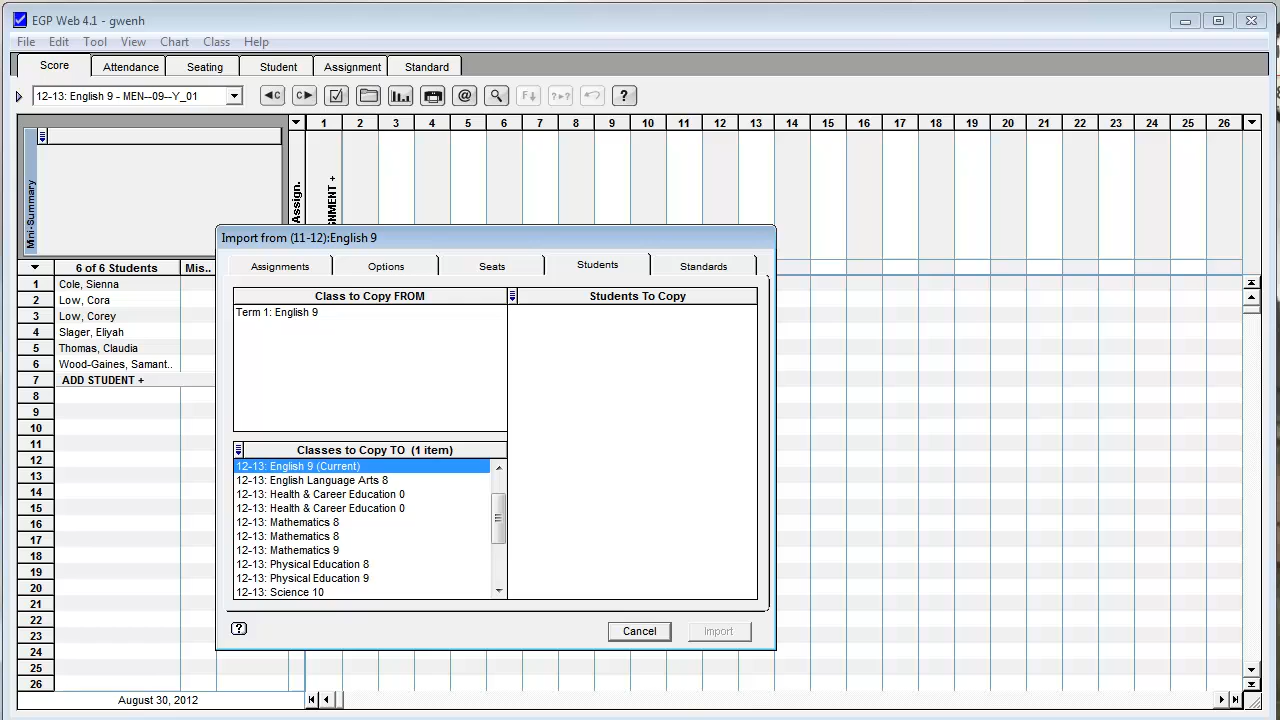 EGP Web 4.1 - gwenh
File Edit Tool View Chart Class Help
Score Attendance Seating Student Assignment Standard
12-13: English 9 - MEN--09--Y_01 <C C> @ F↓ ?▸? ?
1 2 3 4 5 6 7 8 9 10 11 12 13 14 15 16 17 18 19 20 21 22 23 24 25 26
Mini-Summary
Assign.
NMENT +
6 of 6 Students Mis..
1 Cole, Sienna
2 Low, Cora
3 Low, Corey
4 Slager, Eliyah
5 Thomas, Claudia
6 Wood-Gaines, Samant..
7 ADD STUDENT +
8
9
10
11
12
13
14
15
16
17
18
19
20
21
22
23
24
25
26
August 30, 2012
Import from (11-12):English 9
Assignments Options Seats Students Standards
Class to Copy FROM Students To Copy
Term 1: English 9
Classes to Copy TO (1 item)
12-13: English 9 (Current)
12-13: English Language Arts 8
12-13: Health & Career Education 0
12-13: Health & Career Education 0
12-13: Mathematics 8
12-13: Mathematics 8
12-13: Mathematics 9
12-13: Physical Education 8
12-13: Physical Education 9
12-13: Science 10
? Cancel Import